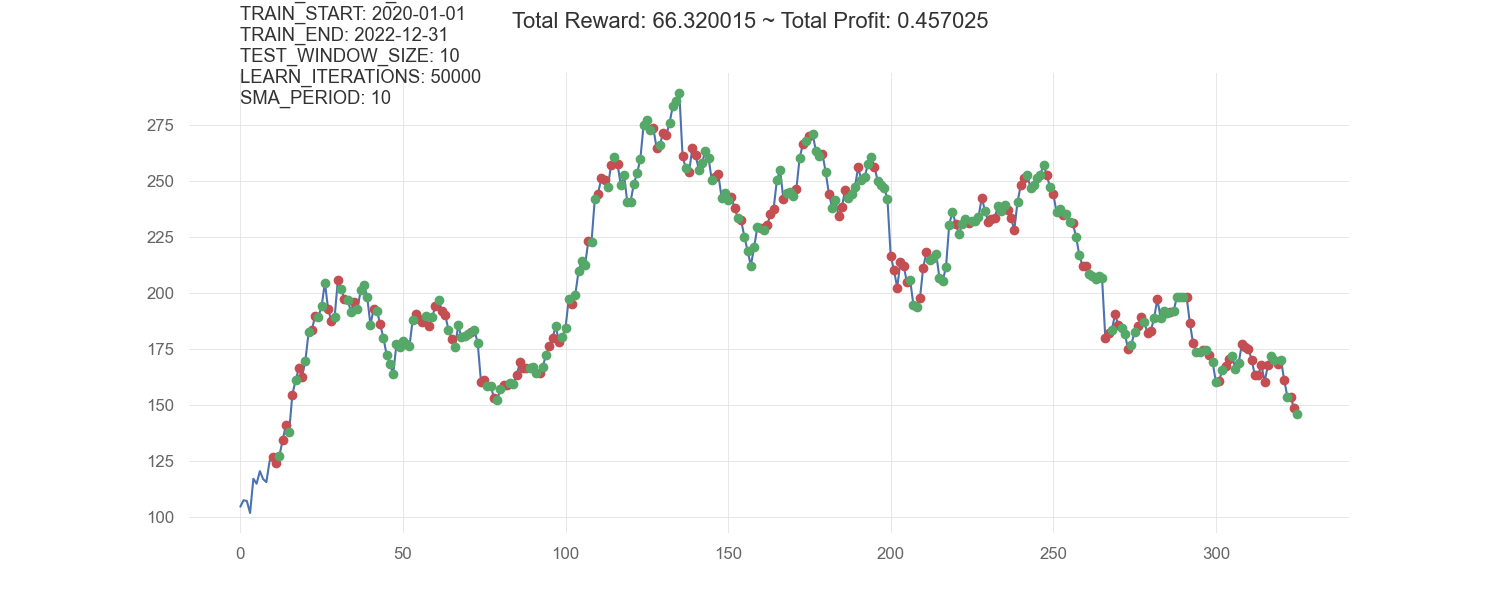 TRAIN_START: 2020-01-01
Total Reward: 66.320015 ~ Total Profit: 0.457025
TRAIN_END: 2022-12-31
TEST_WINDOW_SIZE: 10
LEARN_ITERATIONS: 50000
SMA_PERIOD: 10
275
250
225
200
175
150
125
100
0 50 100 150 200 250 300